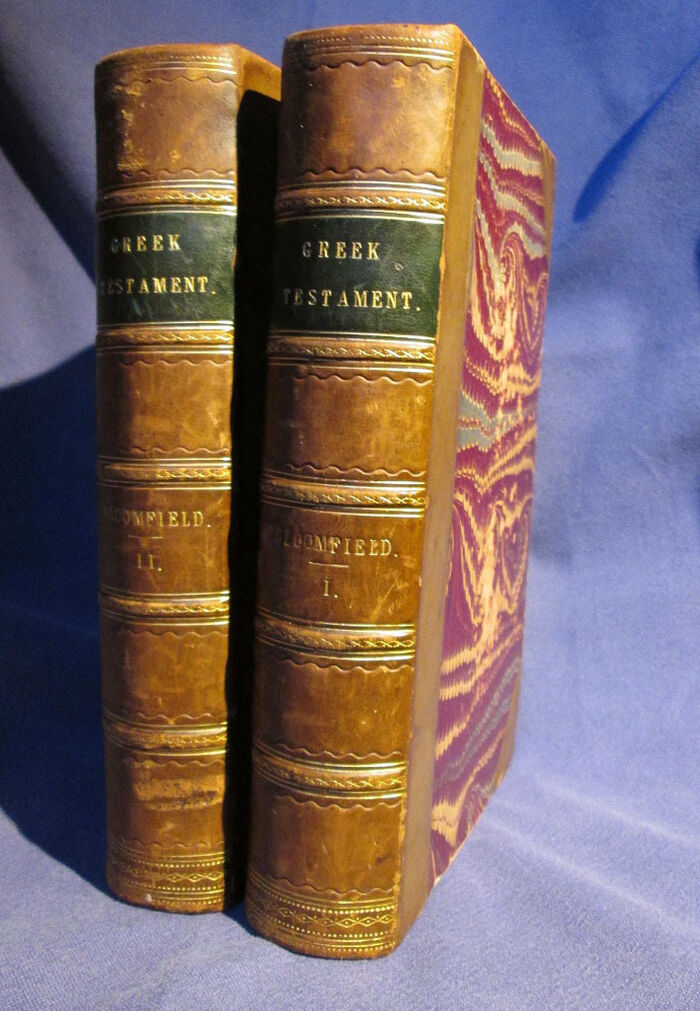 GREEK
TESTAMENT.
BLOOMFIELD.
II.
GREEK
TESTAMENT.
BLOOMFIELD.
I.